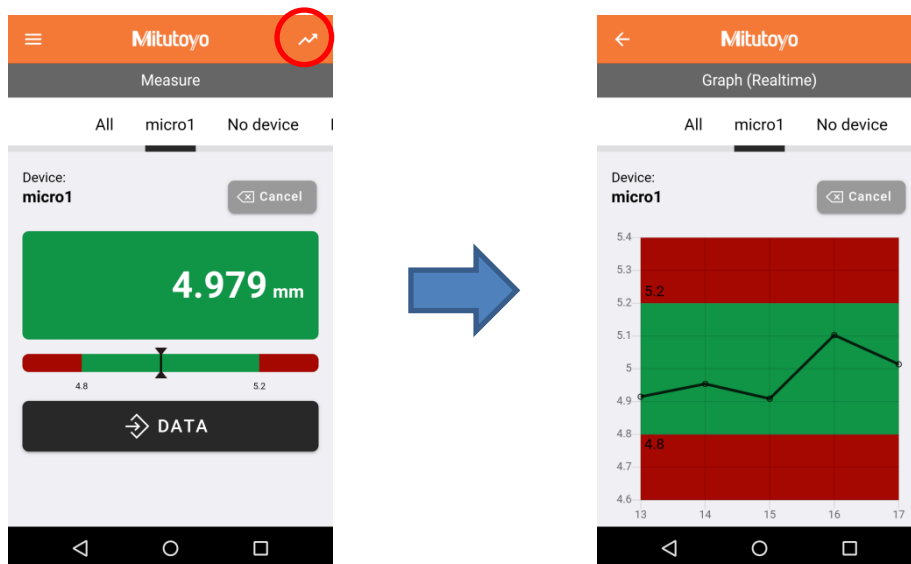 Mitutoyo
Measure
All micro1 No device
Device:
micro1
Cancel
4.979 mm
4.8 5.2
DATA
Mitutoyo
Graph (Realtime)
All micro1 No device
Device:
micro1
Cancel
5.4
5.3
5.2
5.2
5.1
5
4.9
4.8
4.8
4.7
4.6
13 14 15 16 17